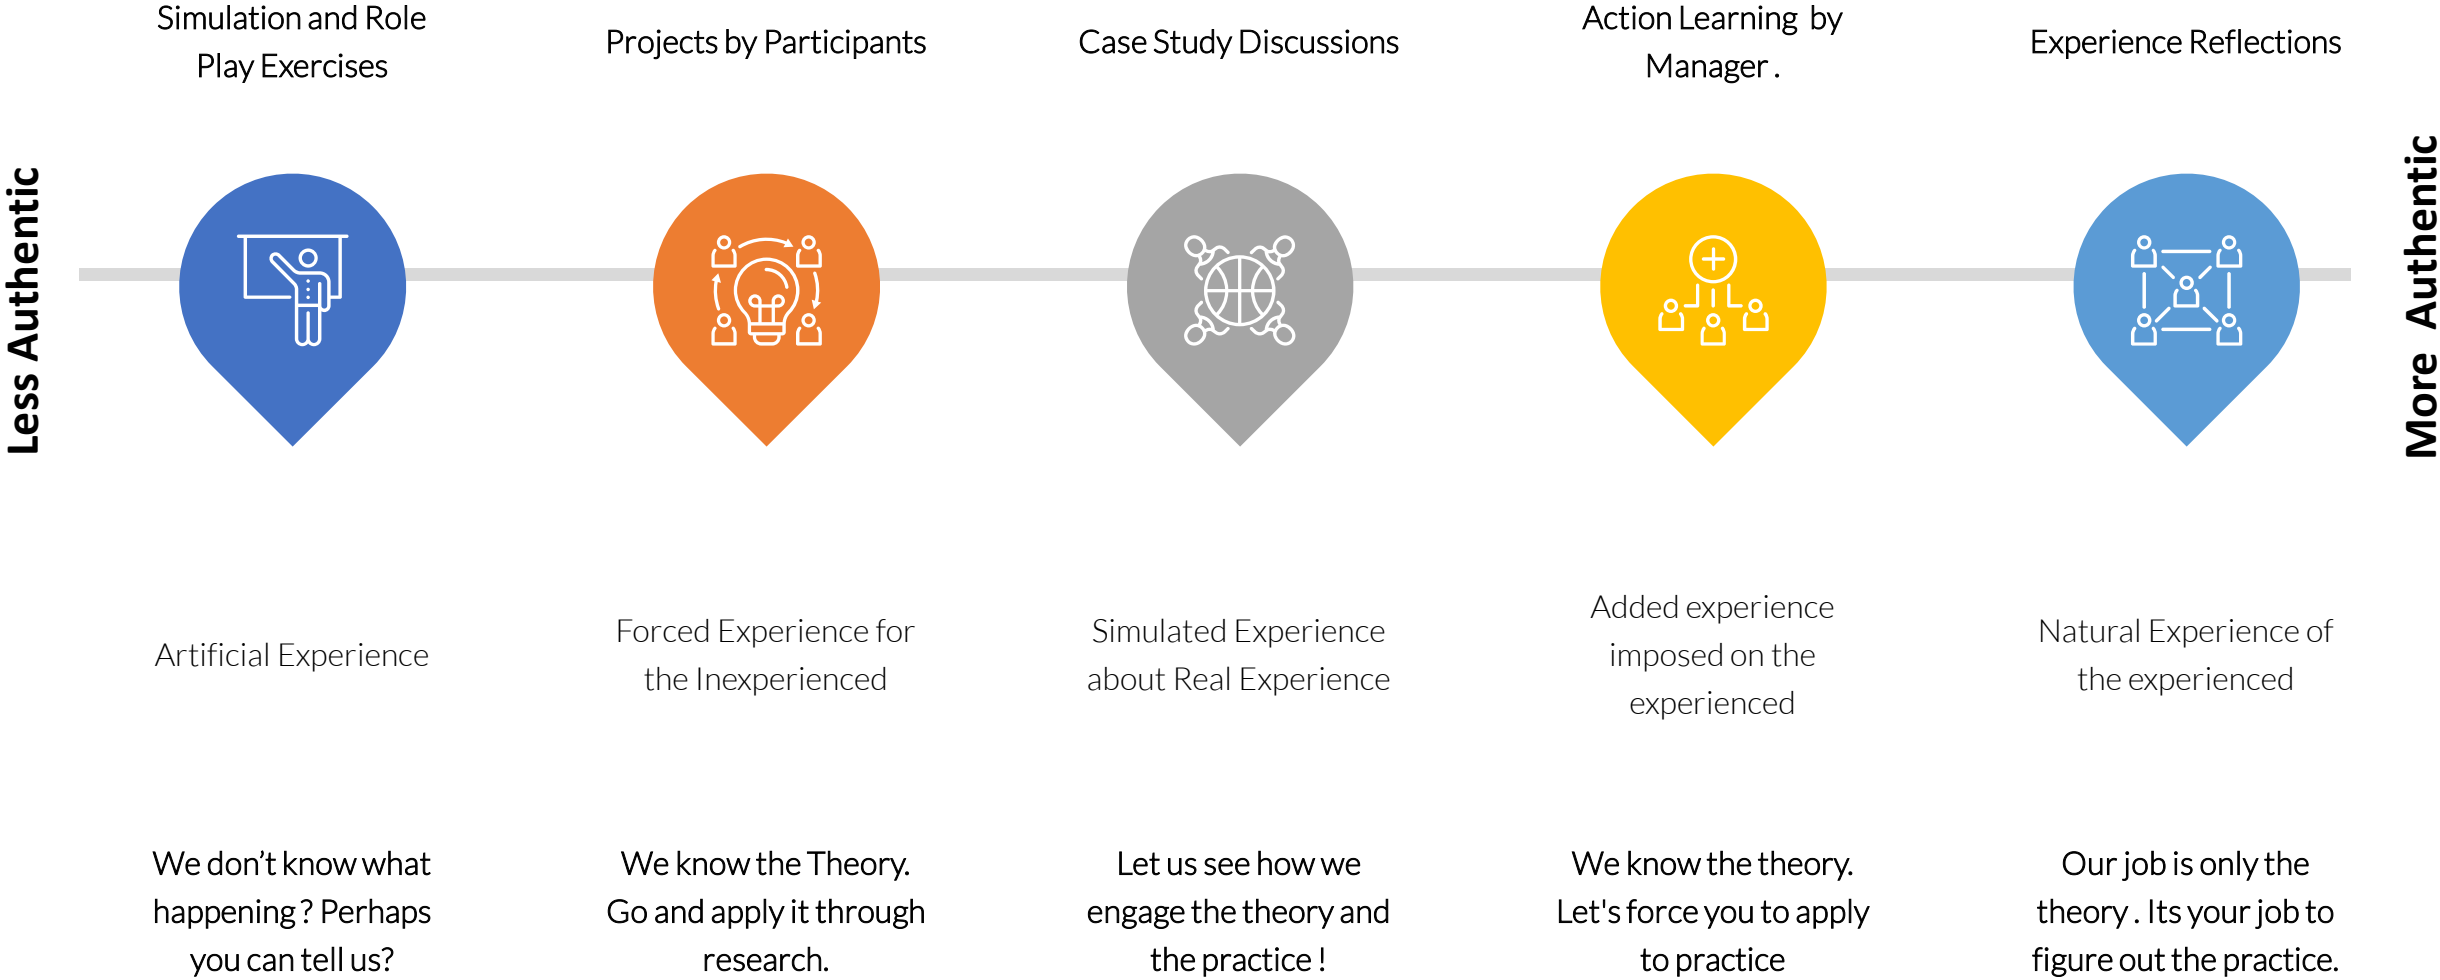 Simulation and Role
Play Exercises
Projects by Participants
Case Study Discussions
Action Learning by
Manager .
Experience Reflections
Less Authentic
More Authentic
Artificial Experience
Forced Experience for
the Inexperienced
Simulated Experience
about Real Experience
Added experience
imposed on the
experienced
Natural Experience of
the experienced
We don’t know what
happening ? Perhaps
you can tell us?
We know the Theory.
Go and apply it through
research.
Let us see how we
engage the theory and
the practice !
We know the theory.
Let's force you to apply
to practice
Our job is only the
theory . Its your job to
figure out the practice.